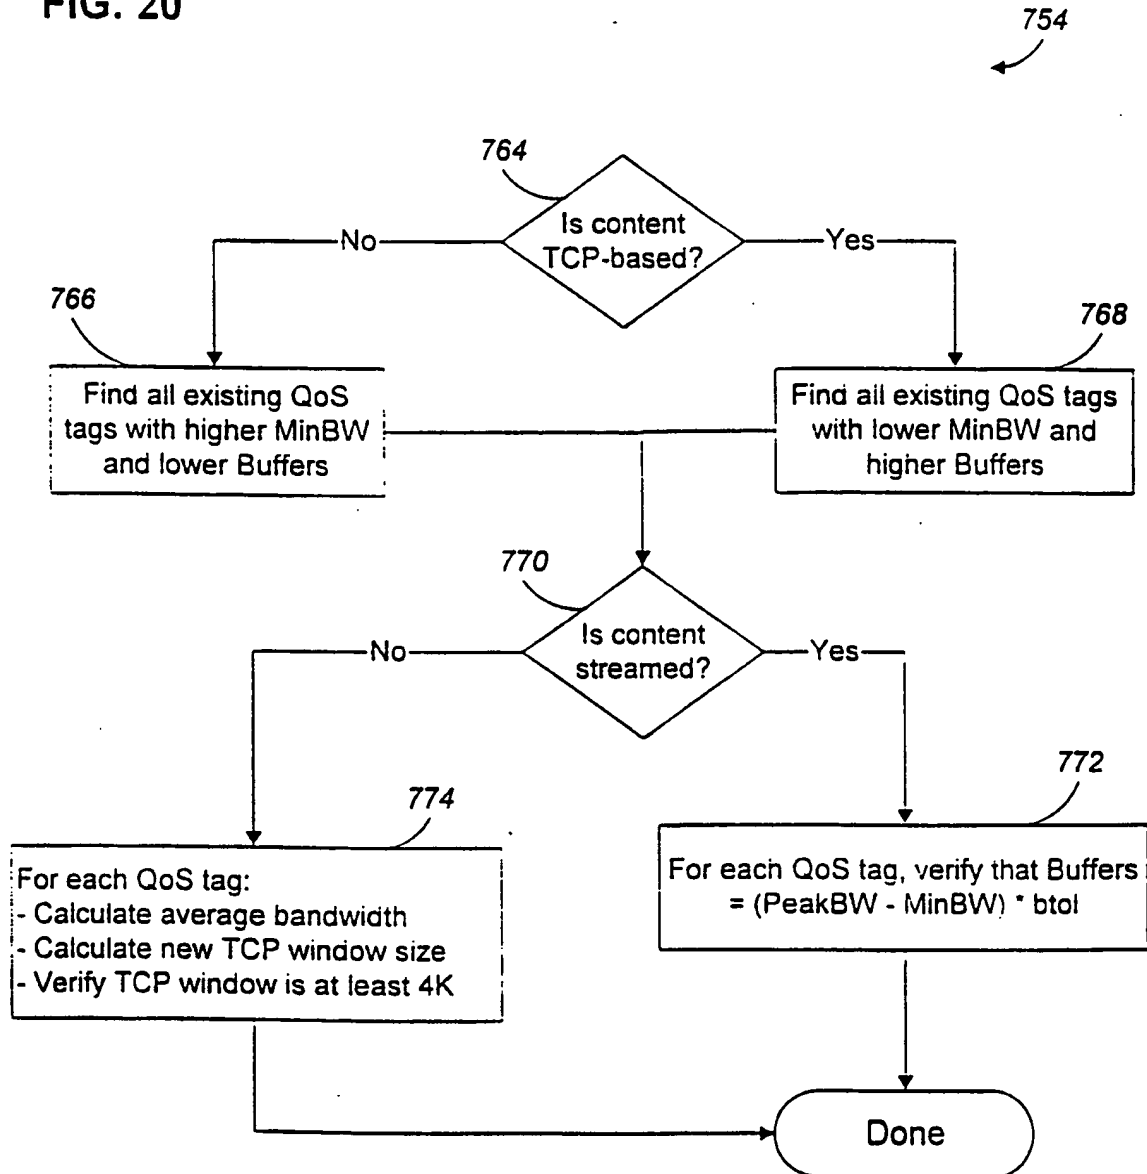 FIG. 20
754
764
Is content
TCP-based?
No
Yes
766
768
Find all existing QoS
tags with higher MinBW
and lower Buffers
Find all existing QoS tags
with lower MinBW and
higher Buffers
770
Is content
streamed?
No
Yes
774
772
For each QoS tag:
- Calculate average bandwidth
- Calculate new TCP window size
- Verify TCP window is at least 4K
For each QoS tag, verify that Buffers
= (PeakBW - MinBW) * btol
Done